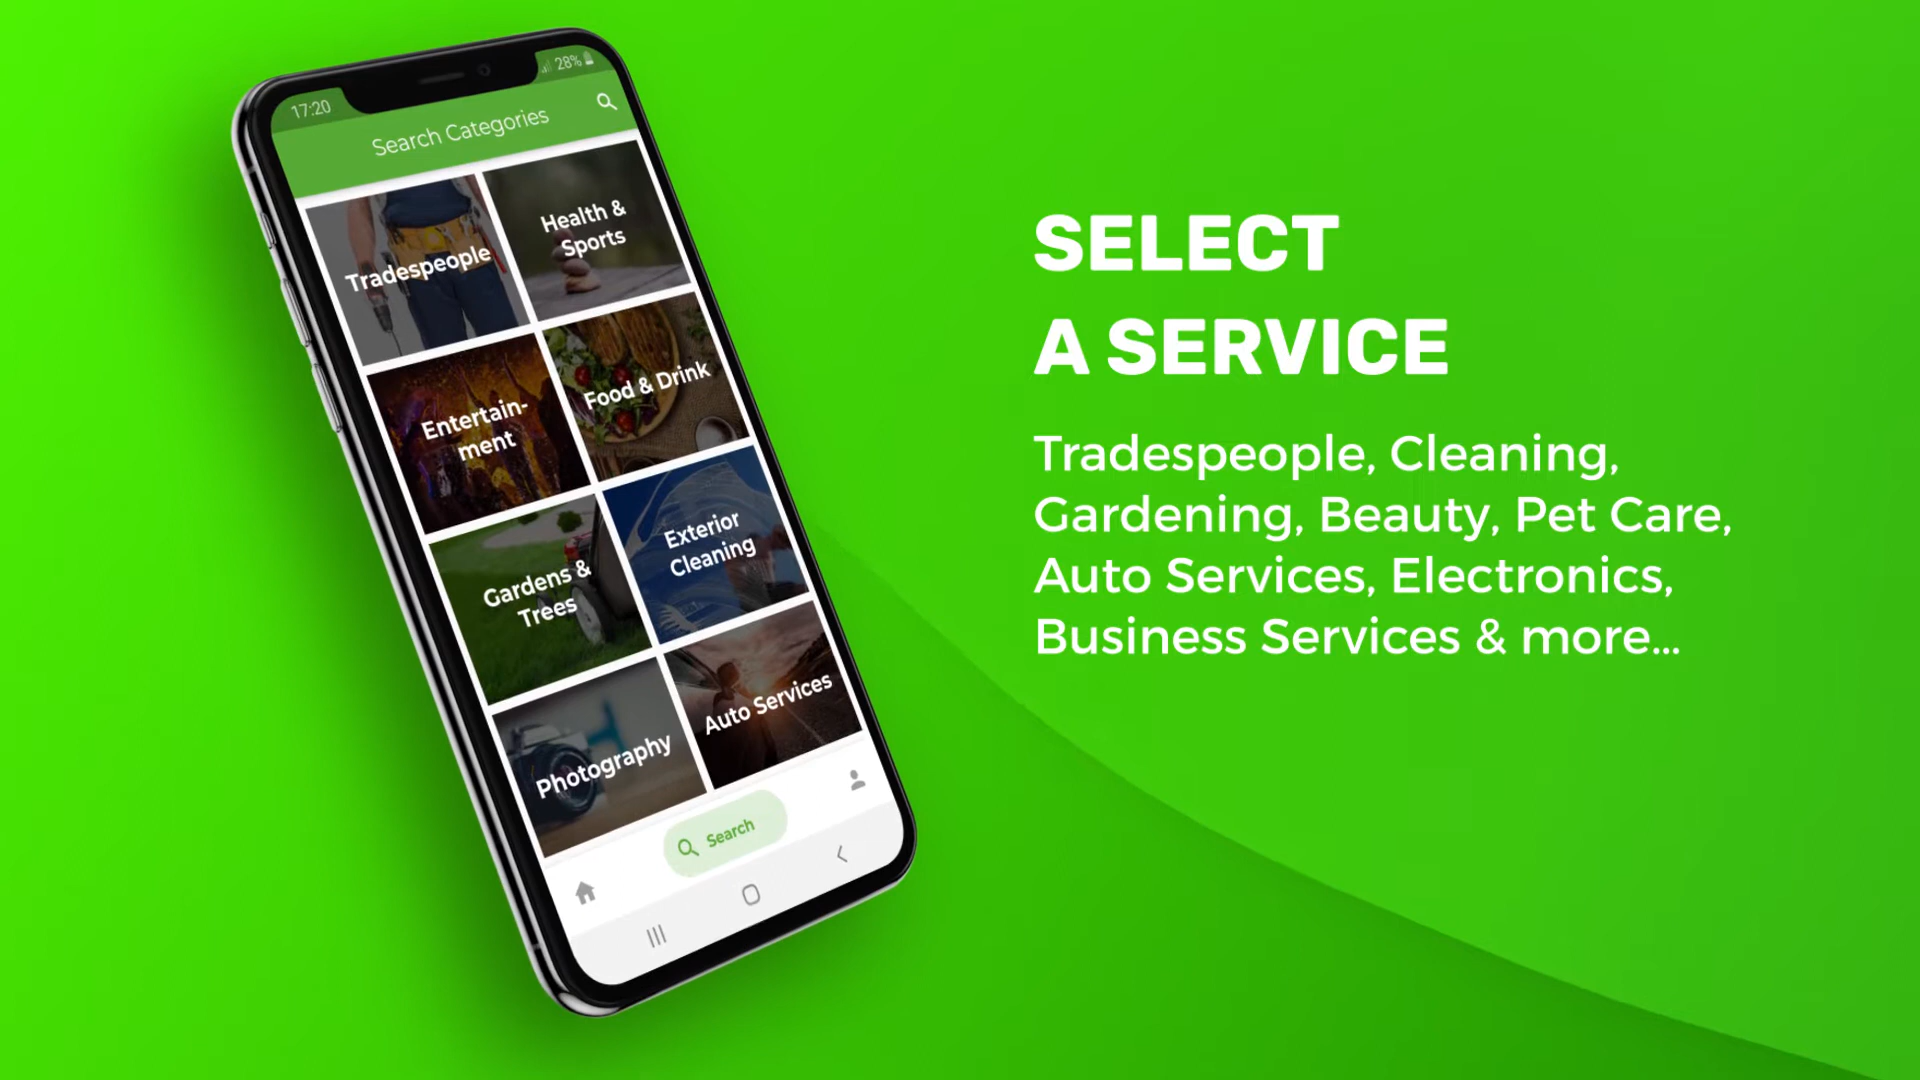 17:20
28%
Search Categories
Tradespeople
Health &
Sports
Entertain-
ment
Food & Drink
Gardens &
Trees
Exterior
Cleaning
Photography
Auto Services
Search
SELECT
A SERVICE
Tradespeople, Cleaning,
Gardening, Beauty, Pet Care,
Auto Services, Electronics,
Business Services & more...